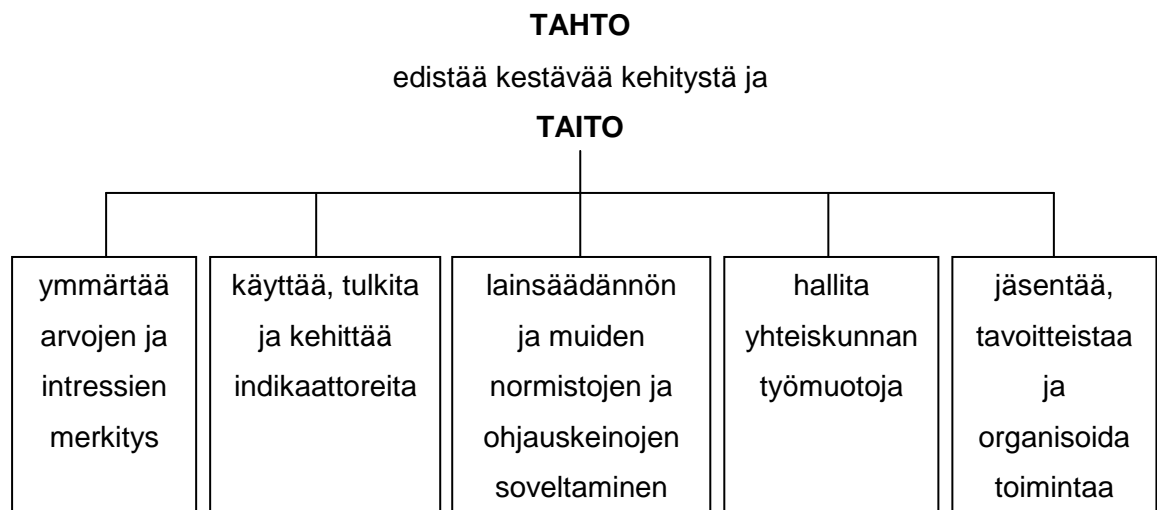 TAHTO
edistää kestävää kehitystä ja
TAITO
ymmärtää
arvojen ja
intressien
merkitys
käyttää, tulkita
ja kehittää
indikaattoreita
lainsäädännön
ja muiden
normistojen ja
ohjauskeinojen
soveltaminen
hallita
yhteiskunnan
työmuotoja
jäsentää,
tavoitteistaa
ja
organisoida
toimintaa